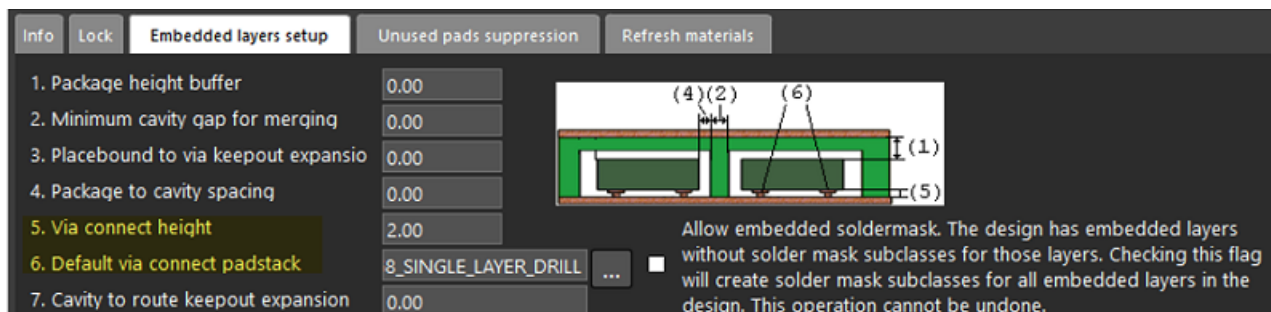 Info Lock Embedded layers setup Unused pads suppression Refresh materials
1. Package height buffer 0.00
2. Minimum cavity gap for merging 0.00
3. Placebound to via keepout expansio 0.00
4. Package to cavity spacing 0.00
5. Via connect height 2.00
6. Default via connect padstack 8_SINGLE_LAYER_DRILL ...
7. Cavity to route keepout expansion 0.00
(4)(2) (6)
(1)
(5)
Allow embedded soldermask. The design has embedded layers
without solder mask subclasses for those layers. Checking this flag
will create solder mask subclasses for all embedded layers in the
design. This operation cannot be undone.